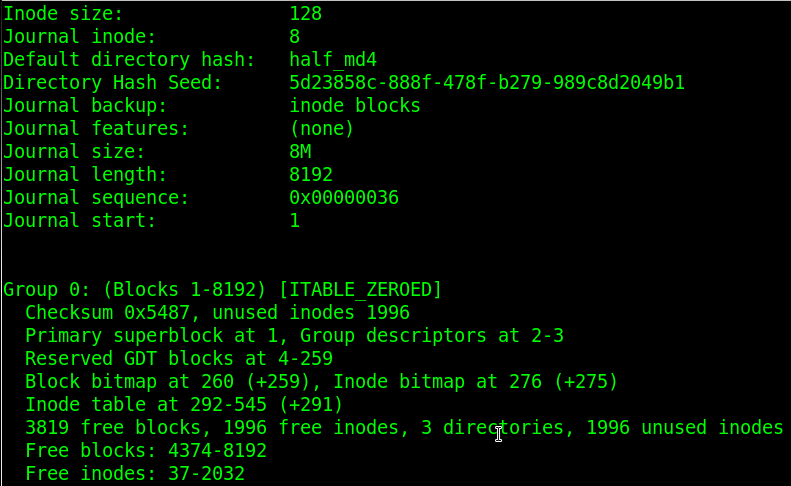 Inode size:               128
Journal inode:            8
Default directory hash:   half_md4
Directory Hash Seed:      5d23858c-888f-478f-b279-989c8d2049b1
Journal backup:           inode blocks
Journal features:         (none)
Journal size:             8M
Journal length:           8192
Journal sequence:         0x00000036
Journal start:            1
Group 0: (Blocks 1-8192) [ITABLE_ZEROED]
  Checksum 0x5487, unused inodes 1996
  Primary superblock at 1, Group descriptors at 2-3
  Reserved GDT blocks at 4-259
  Block bitmap at 260 (+259), Inode bitmap at 276 (+275)
  Inode table at 292-545 (+291)
  3819 free blocks, 1996 free inodes, 3 directories, 1996 unused inodes
  Free blocks: 4374-8192
  Free inodes: 37-2032